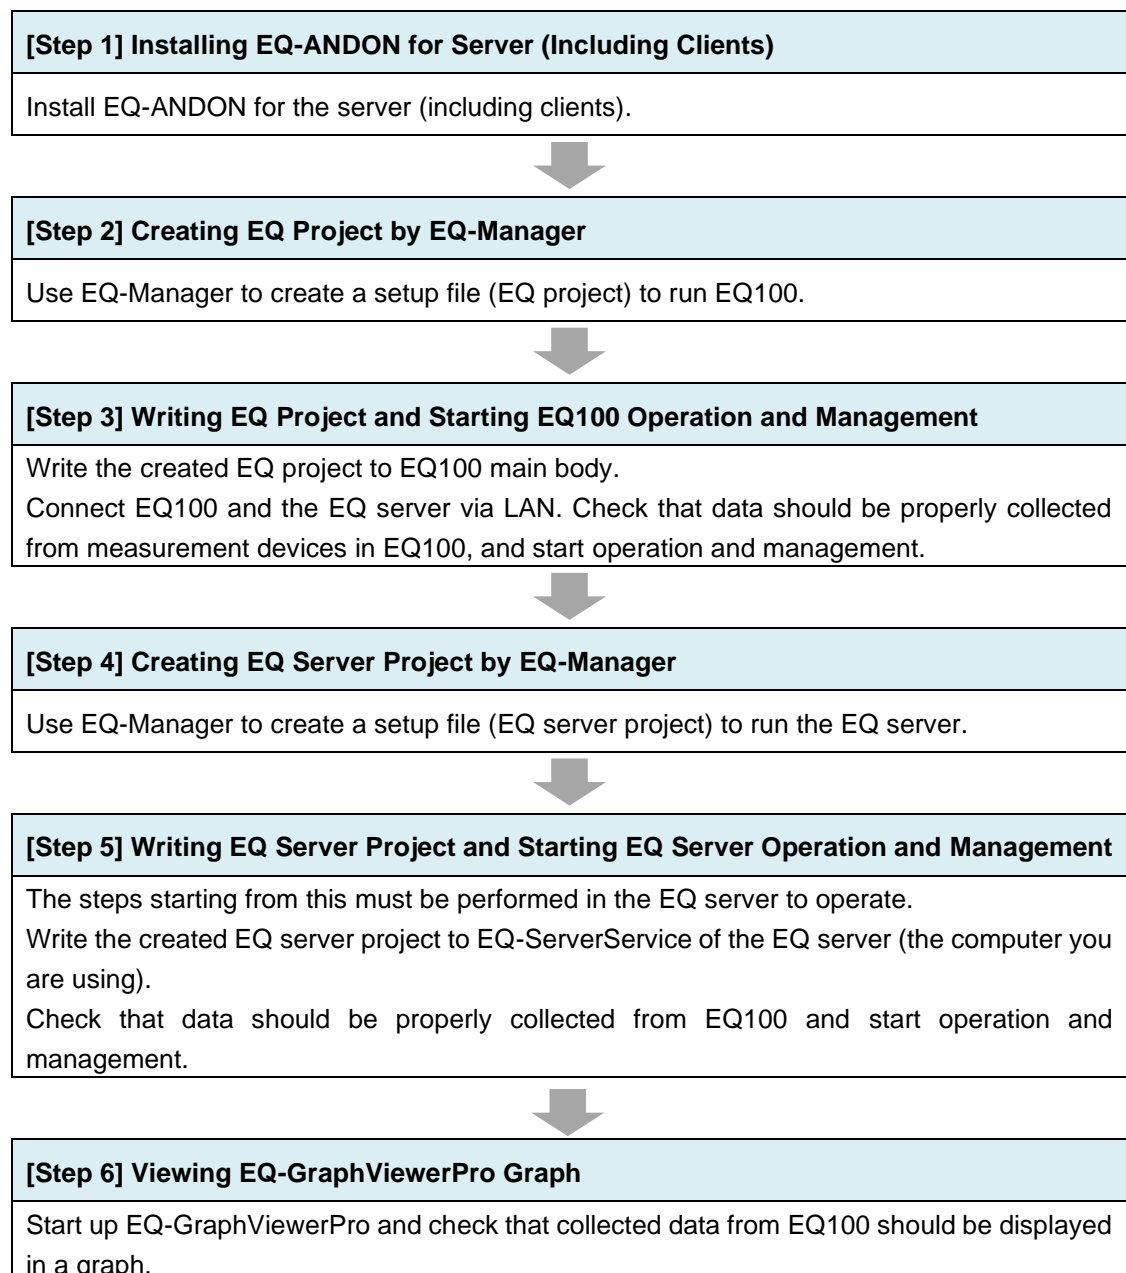 [Step 1] Installing EQ-ANDON for Server (Including Clients)
Install EQ-ANDON for the server (including clients).
[Step 2] Creating EQ Project by EQ-Manager
Use EQ-Manager to create a setup file (EQ project) to run EQ100.
[Step 3] Writing EQ Project and Starting EQ100 Operation and Management
Write the created EQ project to EQ100 main body.
Connect EQ100 and the EQ server via LAN. Check that data should be properly collected
from measurement devices in EQ100, and start operation and management.
[Step 4] Creating EQ Server Project by EQ-Manager
Use EQ-Manager to create a setup file (EQ server project) to run the EQ server.
[Step 5] Writing EQ Server Project and Starting EQ Server Operation and Management
The steps starting from this must be performed in the EQ server to operate.
Write the created EQ server project to EQ-ServerService of the EQ server (the computer you
are using).
Check that data should be properly collected from EQ100 and start operation and
management.
[Step 6] Viewing EQ-GraphViewerPro Graph
Start up EQ-GraphViewerPro and check that collected data from EQ100 should be displayed
in a graph.